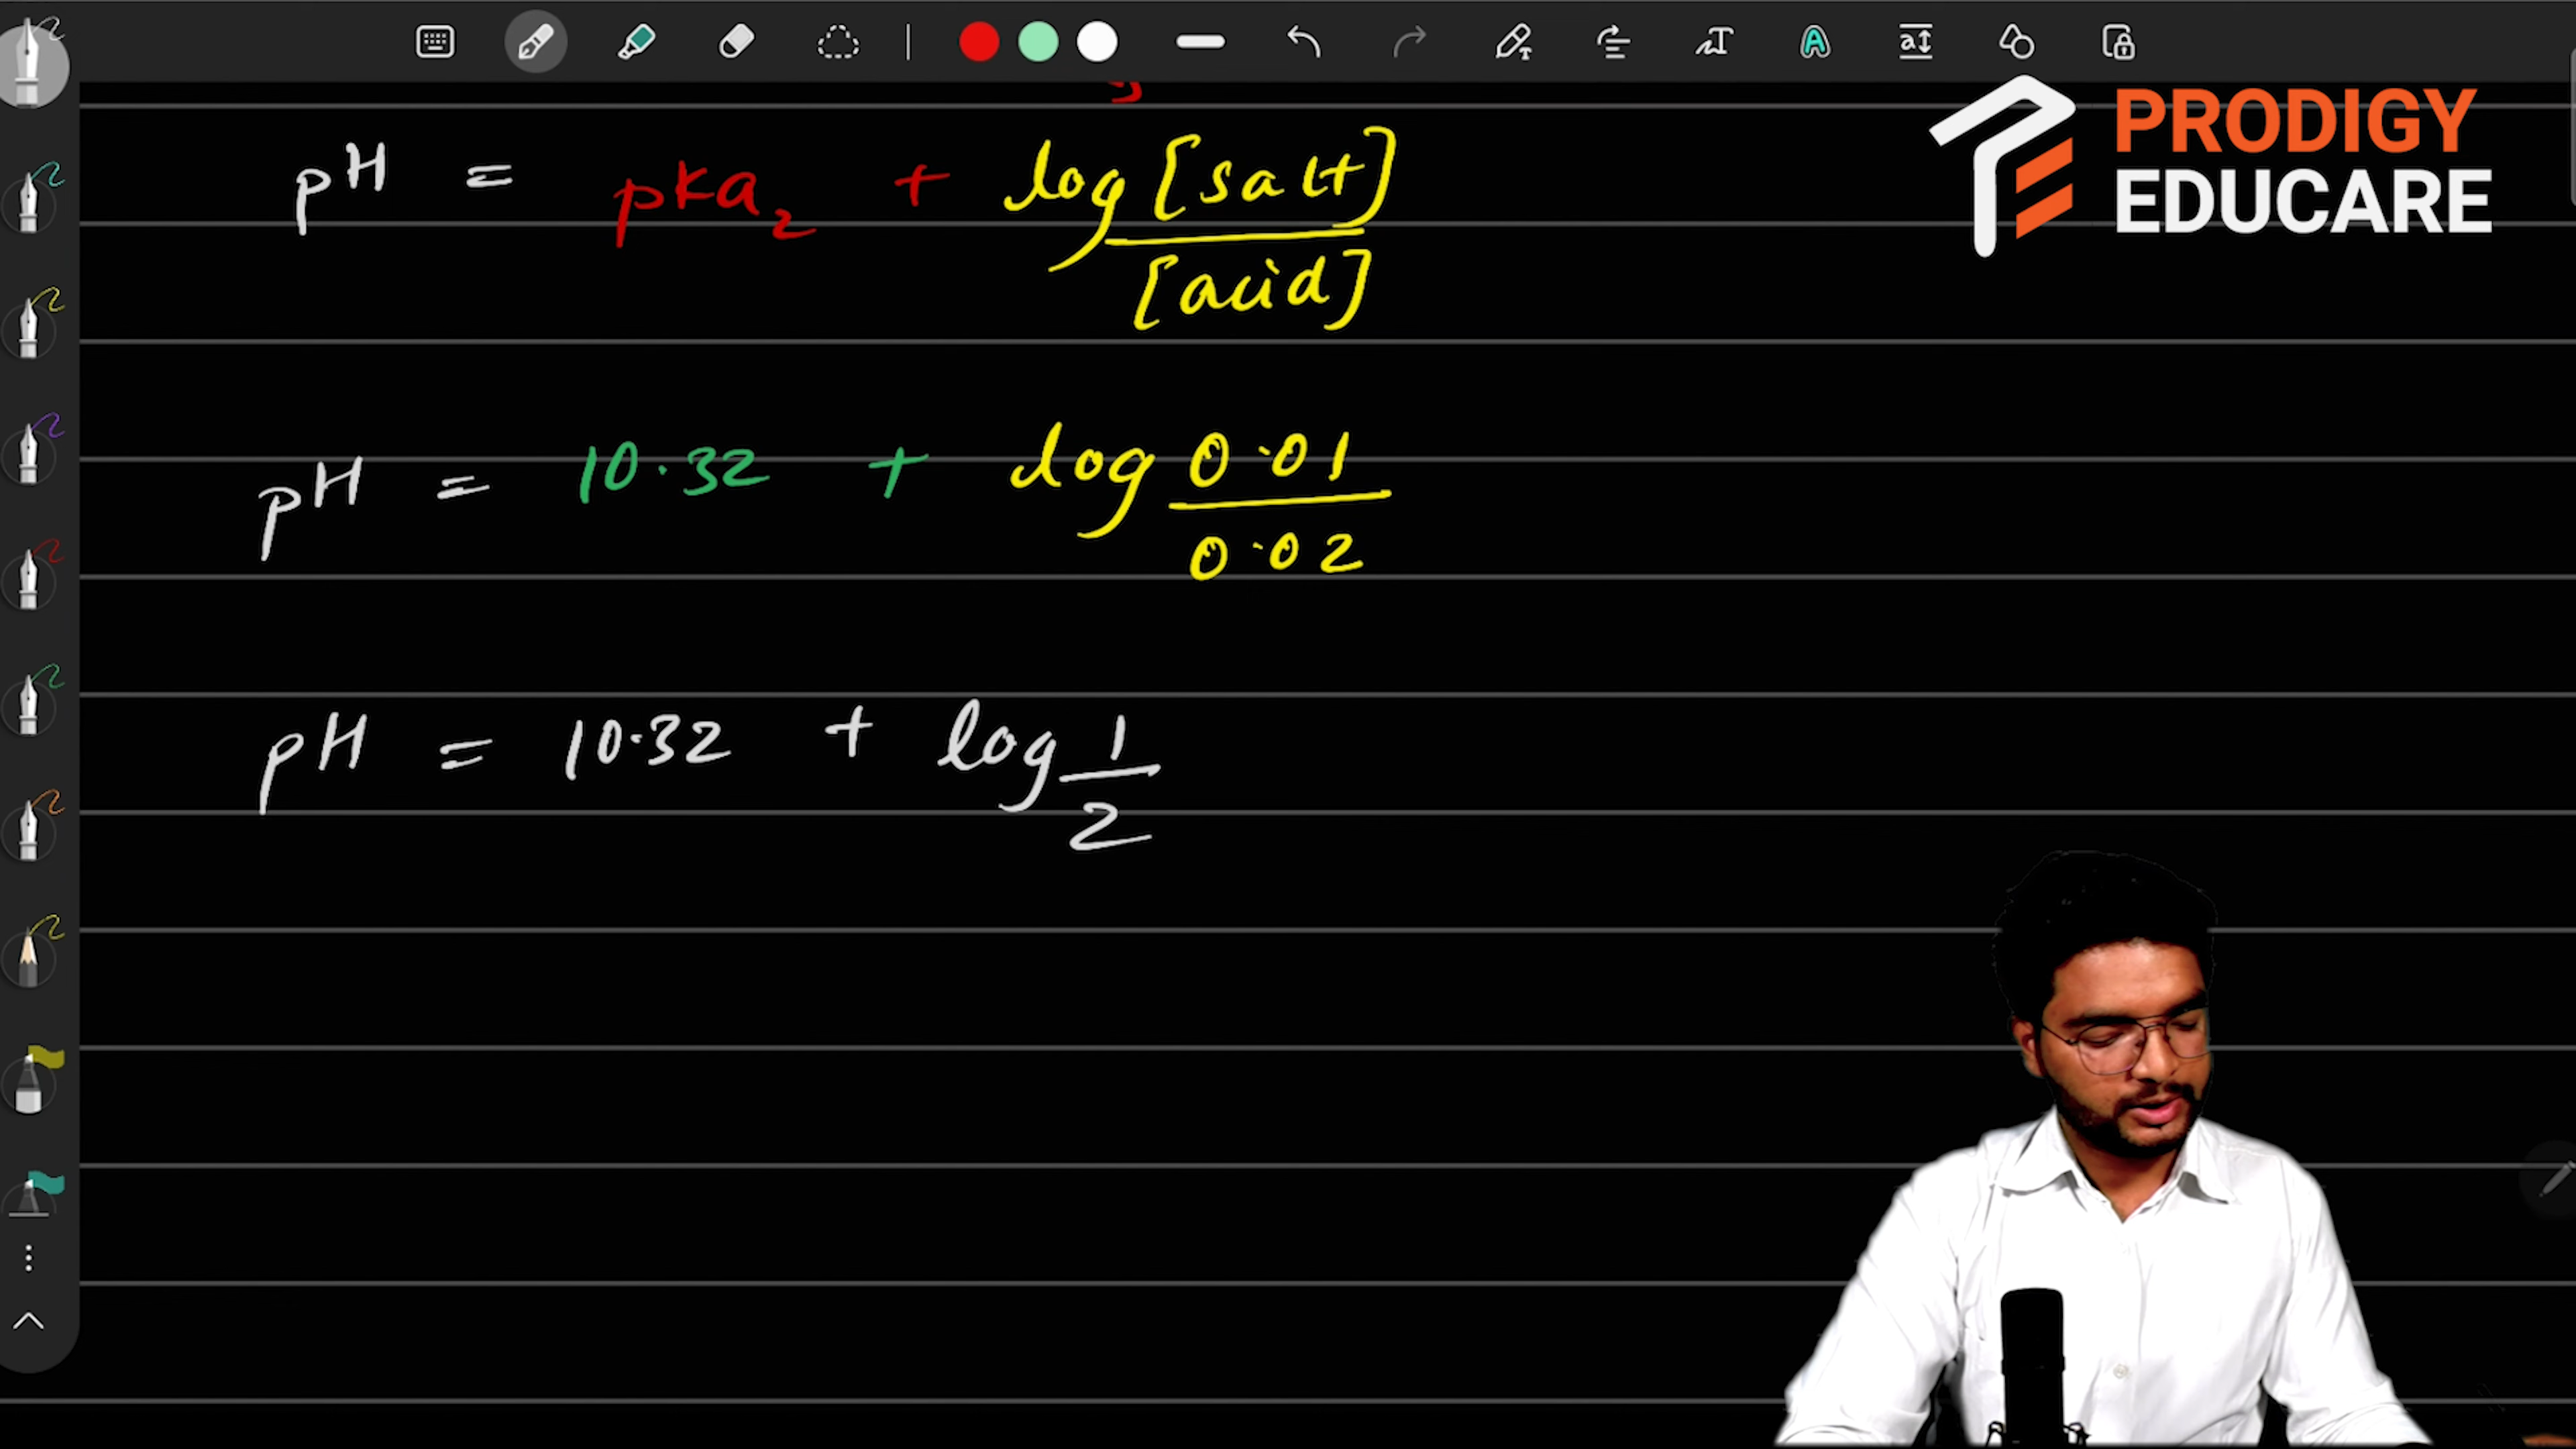 PRODIGY
EDUCARE
pH = pka₂ + log [salt]
[acid]
pH = 10.32 + log 0.01
0.02
pH = 10.32 + log 1
2